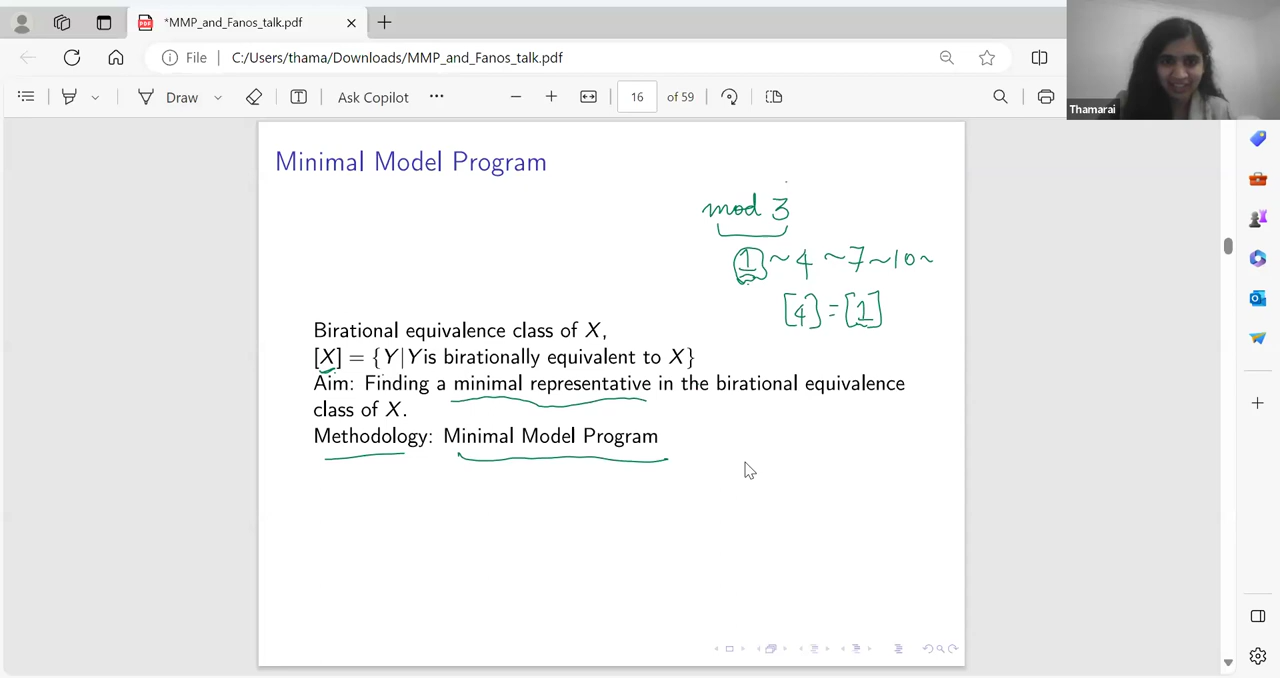 *MMP_and_Fanos_talk.pdf
File C:/Users/thama/Downloads/MMP_and_Fanos_talk.pdf
Draw Ask Copilot 16 of 59
Thamarai
Minimal Model Program
mod 3
1 ~ 4 ~ 7 ~ 10 ~
[4] = [1]
Birational equivalence class of X,
[X] = {Y|Y is birationally equivalent to X}
Aim: Finding a minimal representative in the birational equivalence
class of X.
Methodology: Minimal Model Program